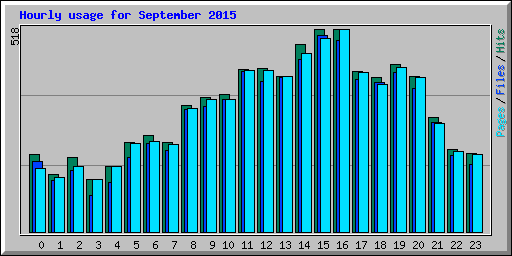 Hourly usage for September 2015
518
Pages/Files/Hits
0 1 2 3 4 5 6 7 8 9 10 11 12 13 14 15 16 17 18 19 20 21 22 23